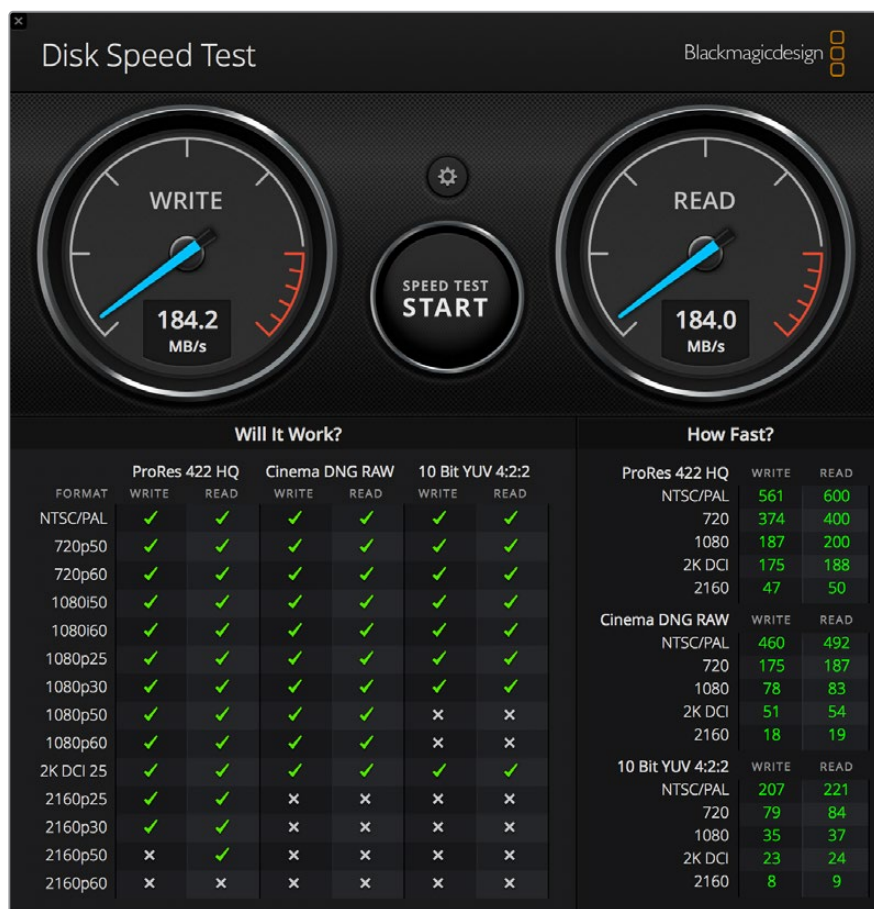 Disk Speed Test
Blackmagicdesign
WRITE
184.2
MB/s
SPEED TEST
START
READ
184.0
MB/s
Will It Work?
ProRes 422 HQ Cinema DNG RAW 10 Bit YUV 4:2:2
FORMAT WRITE READ WRITE READ WRITE READ
NTSC/PAL ✓ ✓ ✓ ✓ ✓ ✓
720p50 ✓ ✓ ✓ ✓ ✓ ✓
720p60 ✓ ✓ ✓ ✓ ✓ ✓
1080i50 ✓ ✓ ✓ ✓ ✓ ✓
1080i60 ✓ ✓ ✓ ✓ ✓ ✓
1080p25 ✓ ✓ ✓ ✓ ✓ ✓
1080p30 ✓ ✓ ✓ ✓ ✓ ✓
1080p50 ✓ ✓ ✓ ✓ × ×
1080p60 ✓ ✓ ✓ ✓ × ×
2K DCI 25 ✓ ✓ ✓ ✓ ✓ ✓
2160p25 ✓ ✓ × × × ×
2160p30 ✓ ✓ × × × ×
2160p50 × ✓ × × × ×
2160p60 × × × × × ×
How Fast?
ProRes 422 HQ WRITE READ
NTSC/PAL 561 600
720 374 400
1080 187 200
2K DCI 175 188
2160 47 50
Cinema DNG RAW WRITE READ
NTSC/PAL 460 492
720 175 187
1080 78 83
2K DCI 51 54
2160 18 19
10 Bit YUV 4:2:2 WRITE READ
NTSC/PAL 207 221
720 79 84
1080 35 37
2K DCI 23 24
2160 8 9